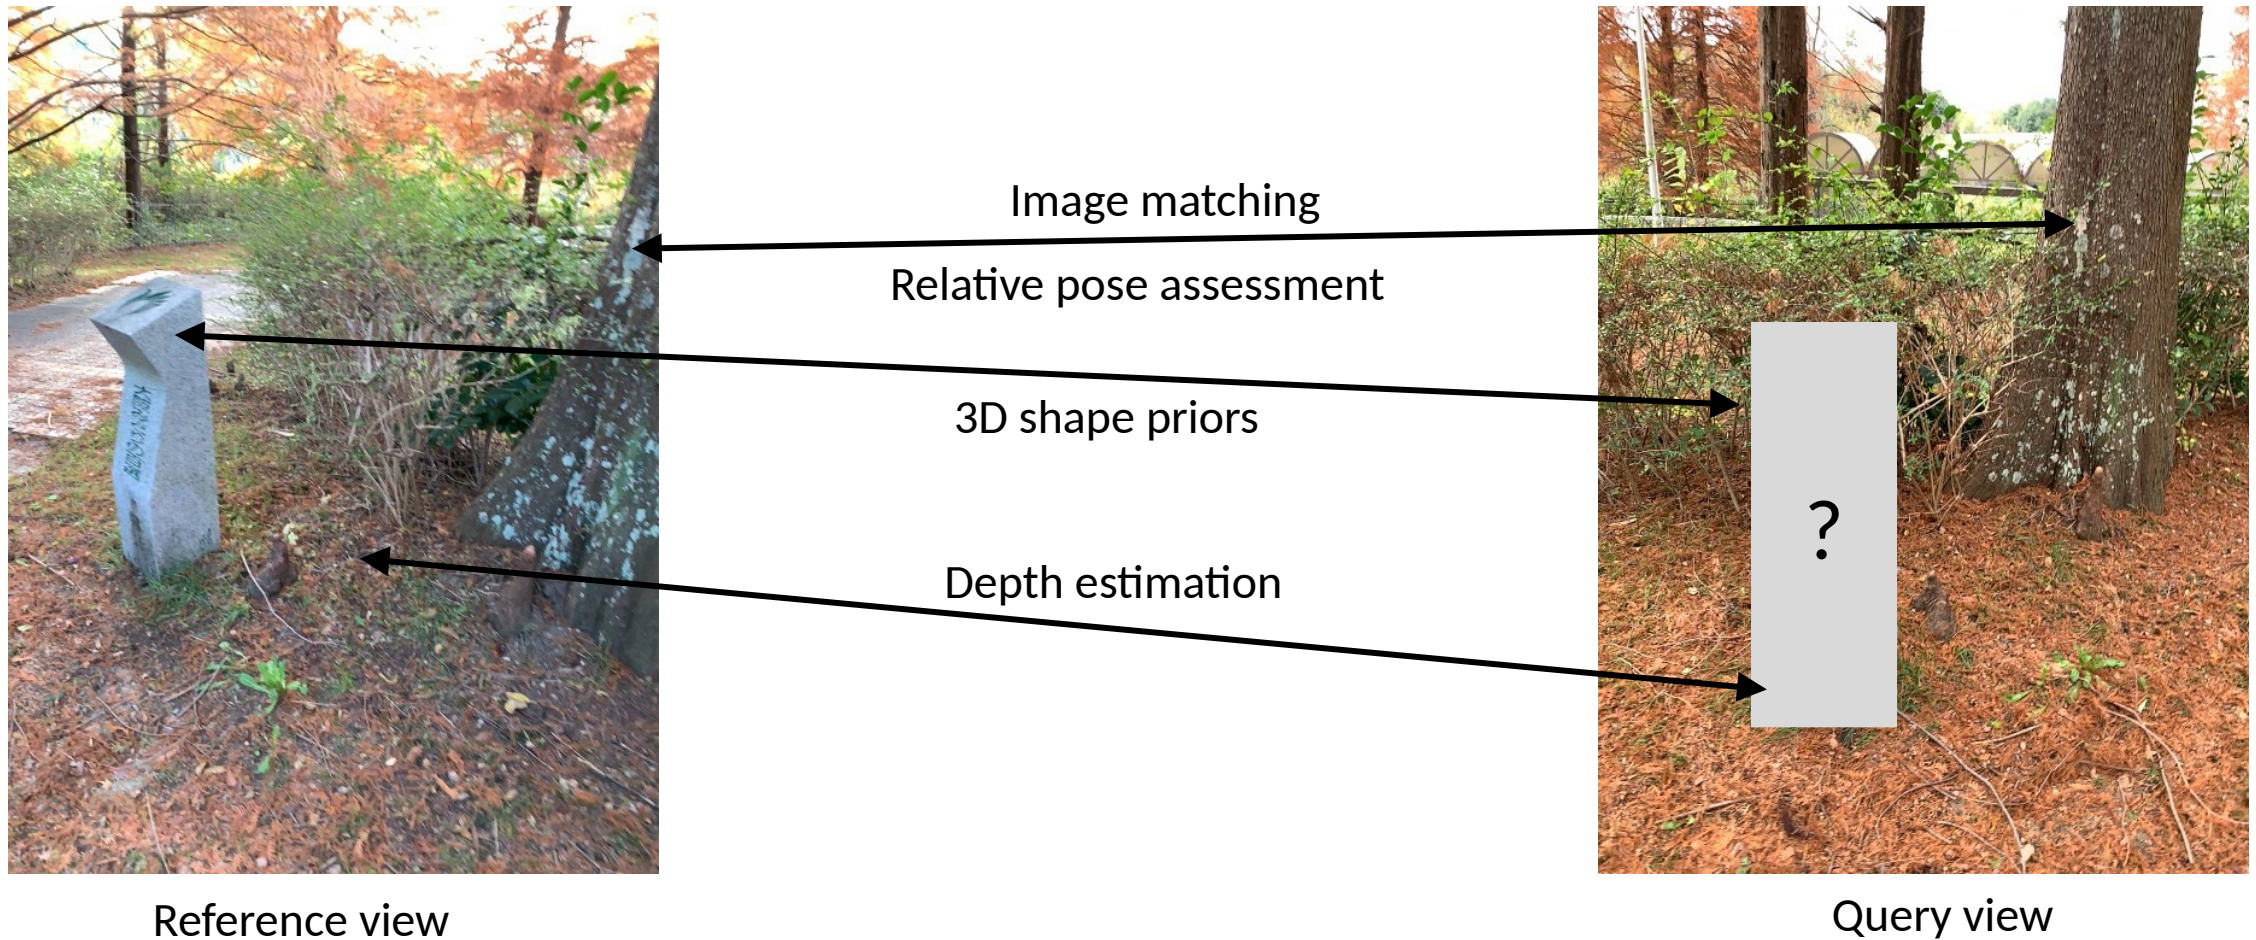 Image matching
Relative pose assessment
3D shape priors
Depth estimation
?
Reference view
Query view